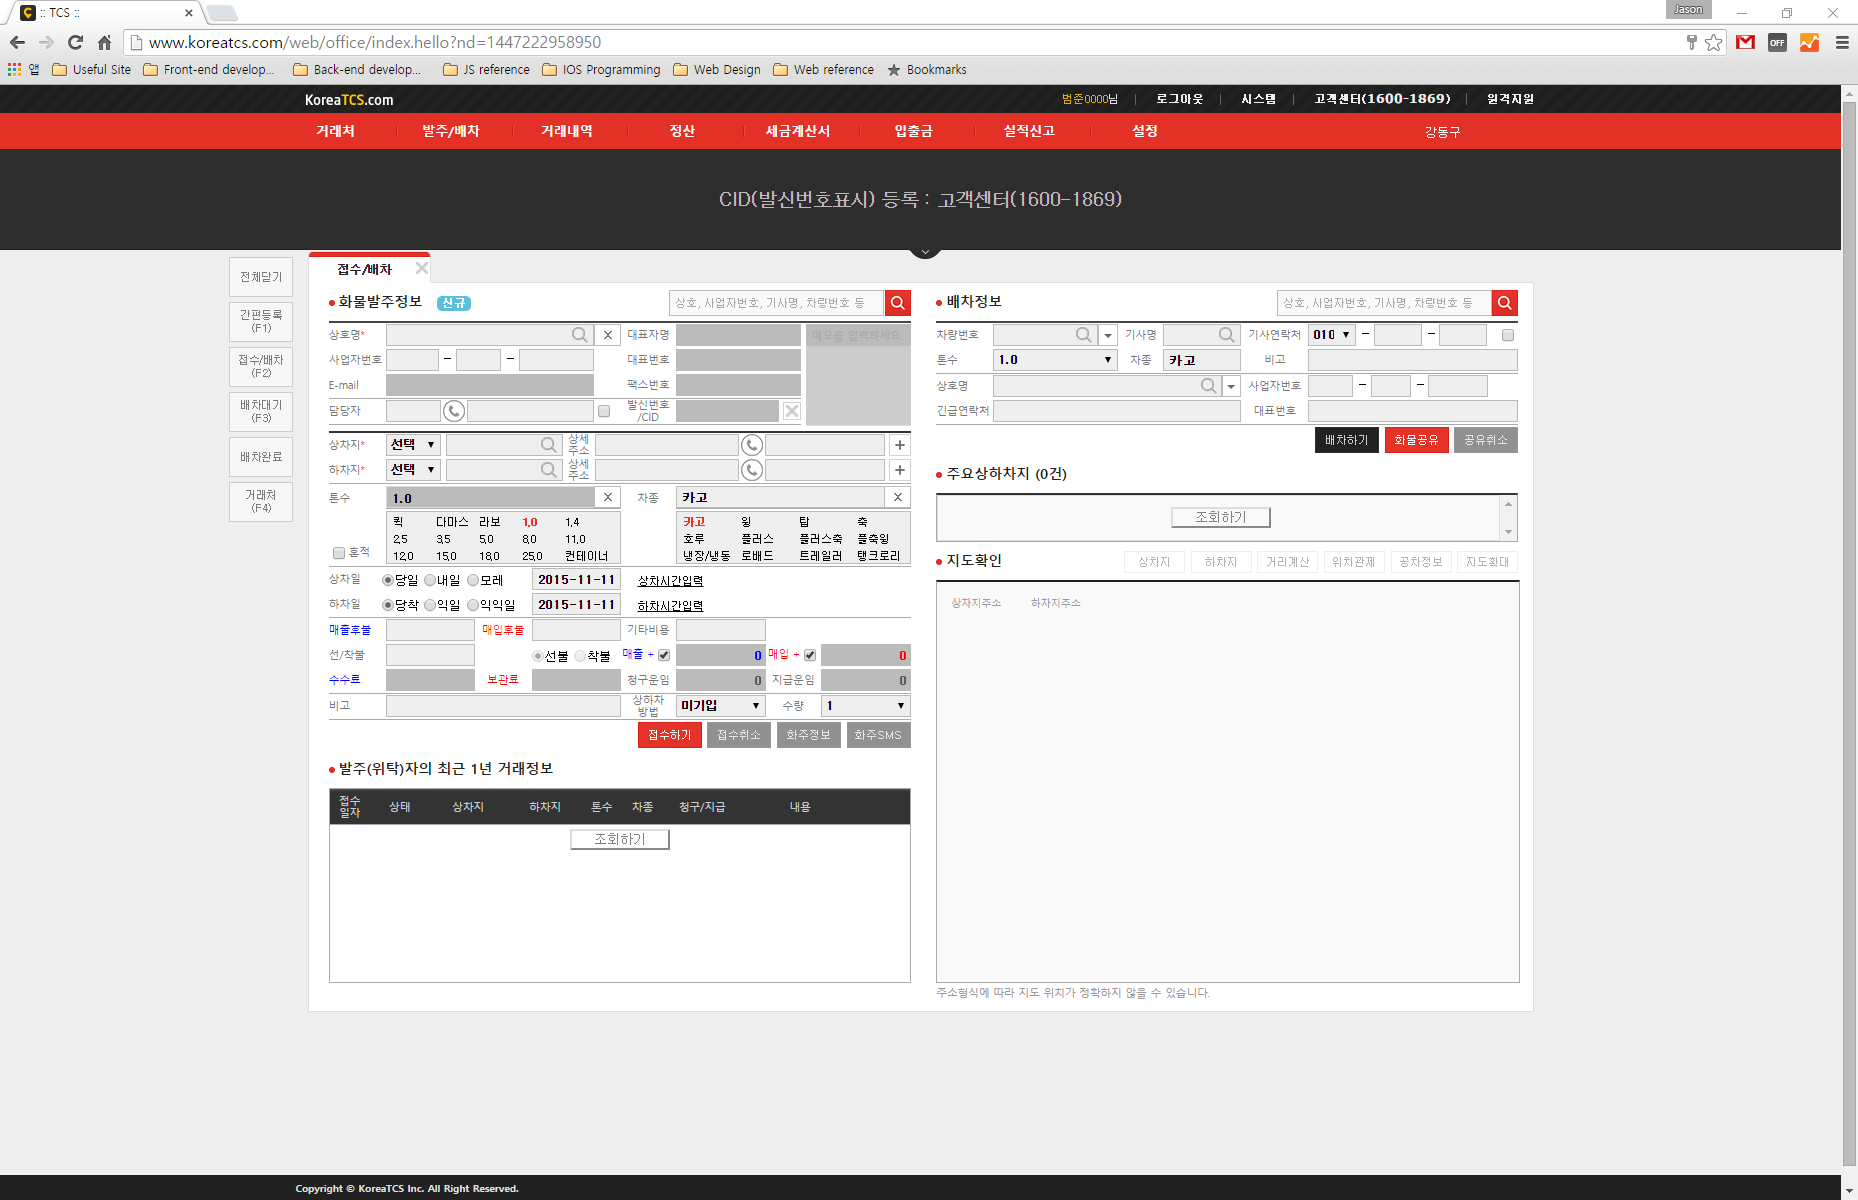 :: TCS ::
Jason
www.koreatcs.com/web/office/index.hello?nd=1447222958950
OFF
앱 Useful Site Front-end develop... Back-end develop... JS reference IOS Programming Web Design Web reference Bookmarks
KoreaTCS.com
범준0000님 로그아웃 시스템 고객센터(1600-1869) 원격지원
거래처 발주/배차 거래내역 정산 세금계산서 입출금 실적신고 설정 강동구
CID(발신번호표시) 등록 : 고객센터(1600-1869)
전체닫기
간편등록
(F1)
접수/배차
(F2)
배차대기
(F3)
배차완료
거래처
(F4)
접수/배차
화물발주정보 신규 상호, 사업자번호, 기사명, 차량번호 등
상호명* X 대표자명 메모를 입력하세요.
사업자번호 - - 대표번호
E-mail 팩스번호
담당자 발신번호
/CID
상차지* 선택 상세
주소 +
하차지* 선택 상세
주소 +
톤수 1.0 X 차종 카고 X
퀵 다마스 라보 1.0 1.4
2.5 3.5 5.0 8.0 11.0
12.0 15.0 18.0 25.0 컨테이너
혼적
카고 윙 탑 축
호루 플러스 플러스축 플축윙
냉장/냉동 로배드 트레일러 탱크로리
상차일 당일 내일 모레 2015-11-11 상차시간입력
하차일 당착 익일 익익일 2015-11-11 하차시간입력
매출후불 매입후불 기타비용
선/착불 선불 착불 매출 + 0 매입 + 0
수수료 보관료 청구운임 0 지급운임 0
비고 상하차
방법 미기입 수량 1
접수하기 접수취소 화주정보 화주SMS
발주(위탁)자의 최근 1년 거래정보
접수
일자 상태 상차지 하차지 톤수 차종 청구/지급 내용
조회하기
배차정보 상호, 사업자번호, 기사명, 차량번호 등
차량번호 기사명 기사연락처 010 - -
톤수 1.0 차종 카고 비고
상호명 사업자번호 - -
긴급연락처 대표번호
배차하기 화물공유 공유취소
주요상하차지 (0건)
조회하기
지도확인 상차지 하차지 거리계산 위치관제 공차정보 지도확대
상차지주소 하차지주소
주소형식에 따라 지도 위치가 정확하지 않을 수 있습니다.
Copyright © KoreaTCS Inc. All Right Reserved.